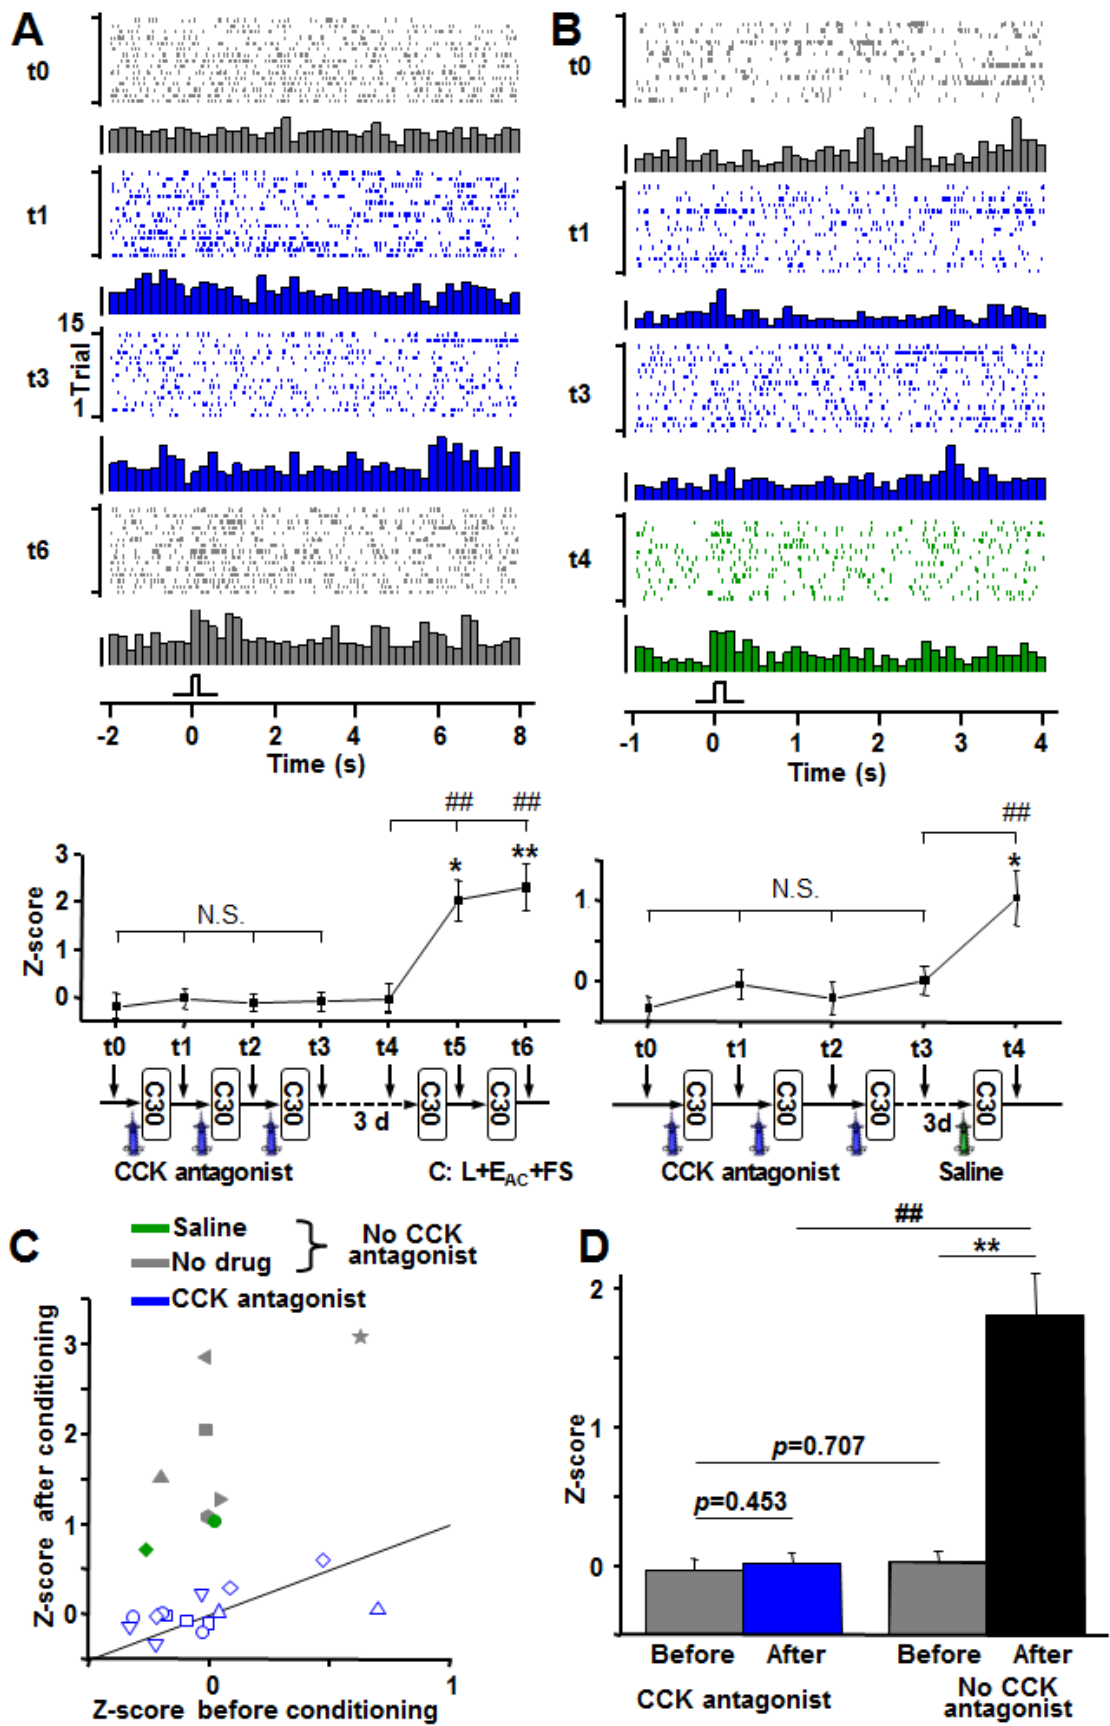 A
t0
t1
15
Trial
t3
1
t6
-2 0 2 4 6 8
Time (s)
## ##
* **
N.S.
3
2
1
0
Z-score
t0 t1 t2 t3 t4 t5 t6
C30 C30 C30 C30 C30
3 d
CCK antagonist
C: L+EAC+FS
B
t0
t1
t3
t4
-1 0 1 2 3 4
Time (s)
##
*
N.S.
1
0
t0 t1 t2 t3 t4
C30 C30 C30 C30
3d
CCK antagonist
Saline
C
Saline
No drug
No CCK
antagonist
CCK antagonist
3
2
1
0
Z-score after conditioning
0 1
Z-score before conditioning
D
##
**
2
1
0
Z-score
p=0.707
p=0.453
Before After Before After
CCK antagonist
No CCK
antagonist